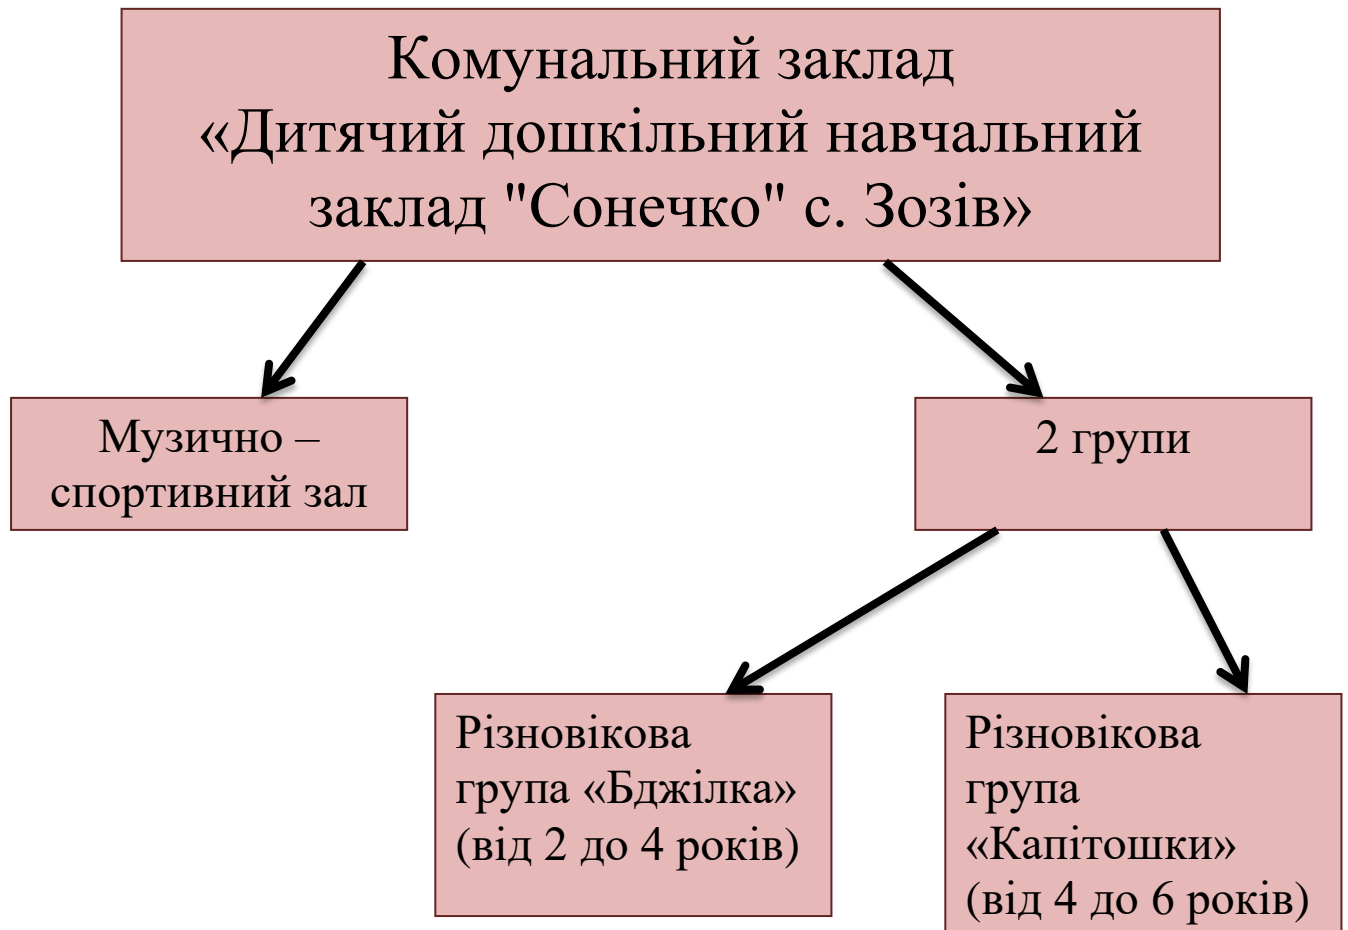 Комунальний заклад
«Дитячий дошкільний навчальний
заклад "Сонечко" с. Зозів»
Музично –
спортивний зал
2 групи
Різновікова
група «Бджілка»
(від 2 до 4 років)
Різновікова
група
«Капітошки»
(від 4 до 6 років)